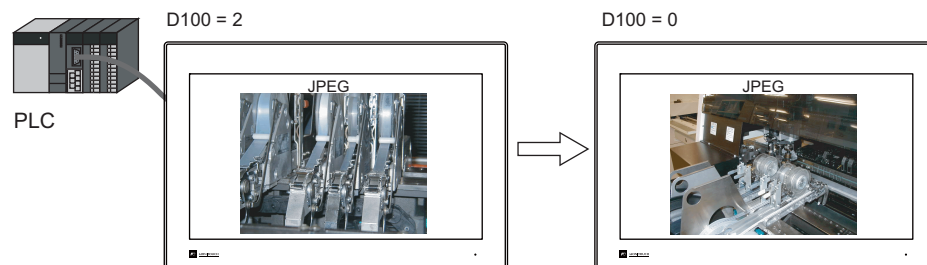 D100 = 2
D100 = 0
JPEG
JPEG
PLC